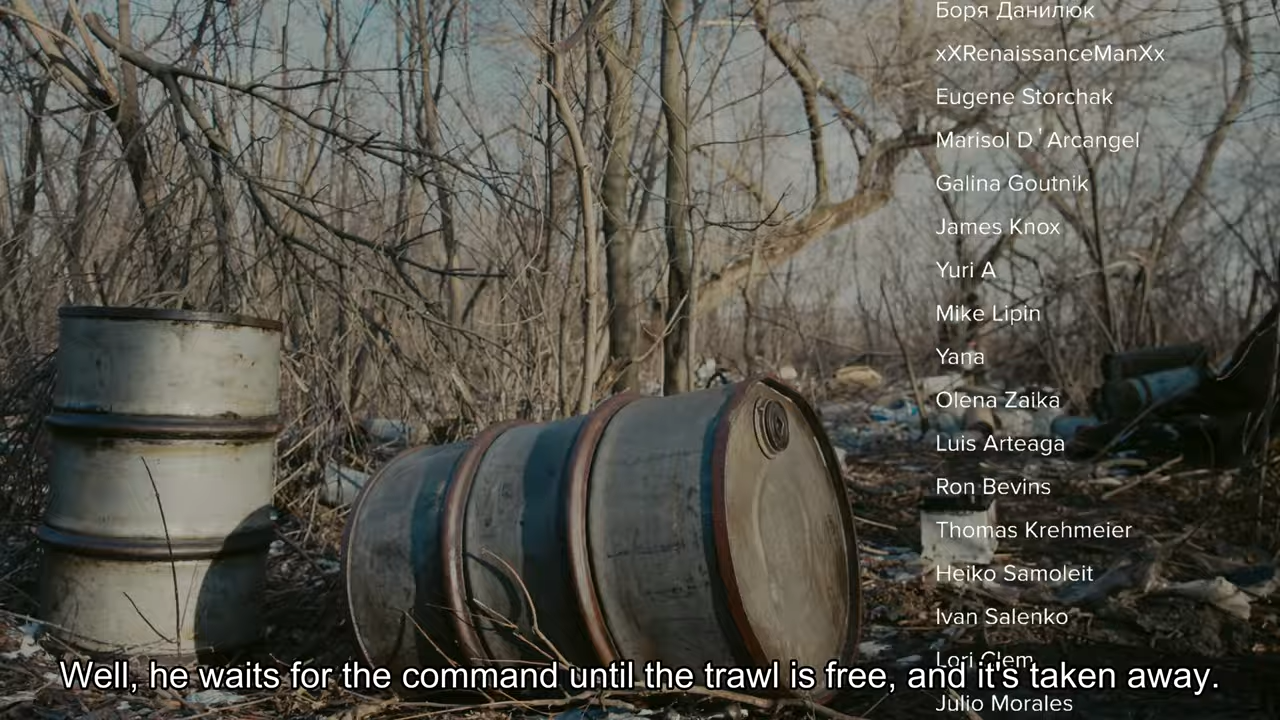 Боря Данилюк
xXRenaissanceManXx
Eugene Storchak
Marisol D'Arcangel
Galina Goutnik
James Knox
Yuri A
Mike Lipin
Yana
Olena Zaika
Luis Arteaga
Ron Bevins
Thomas Krehmeier
Heiko Samoleit
Ivan Salenko
Lori Clem
Well, he waits for the command until the trawl is free, and it's taken away.
Julio Morales